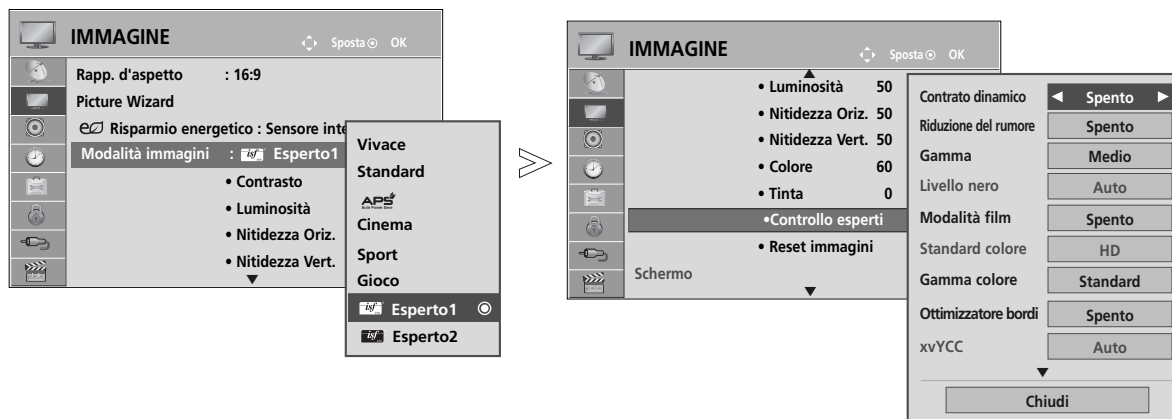 IMMAGINE
Sposta OK
Rapp. d'aspetto : 16:9
Picture Wizard
Risparmio energetico : Sensore inte
Modalità immagini : isf Esperto1
• Contrasto
• Luminosità
• Nitidezza Oriz.
• Nitidezza Vert.
Vivace
Standard
APS
Auto Power Save
Cinema
Sport
Gioco
isf Esperto1
isf Esperto2
IMMAGINE
Sposta OK
• Luminosità 50
• Nitidezza Oriz. 50
• Nitidezza Vert. 50
• Colore 60
• Tinta 0
•Controllo esperti
• Reset immagini
Schermo
Contrato dinamico Spento
Riduzione del rumore Spento
Gamma Medio
Livello nero Auto
Modalità film Spento
Standard colore HD
Gamma colore Standard
Ottimizzatore bordi Spento
xvYCC Auto
Chiudi